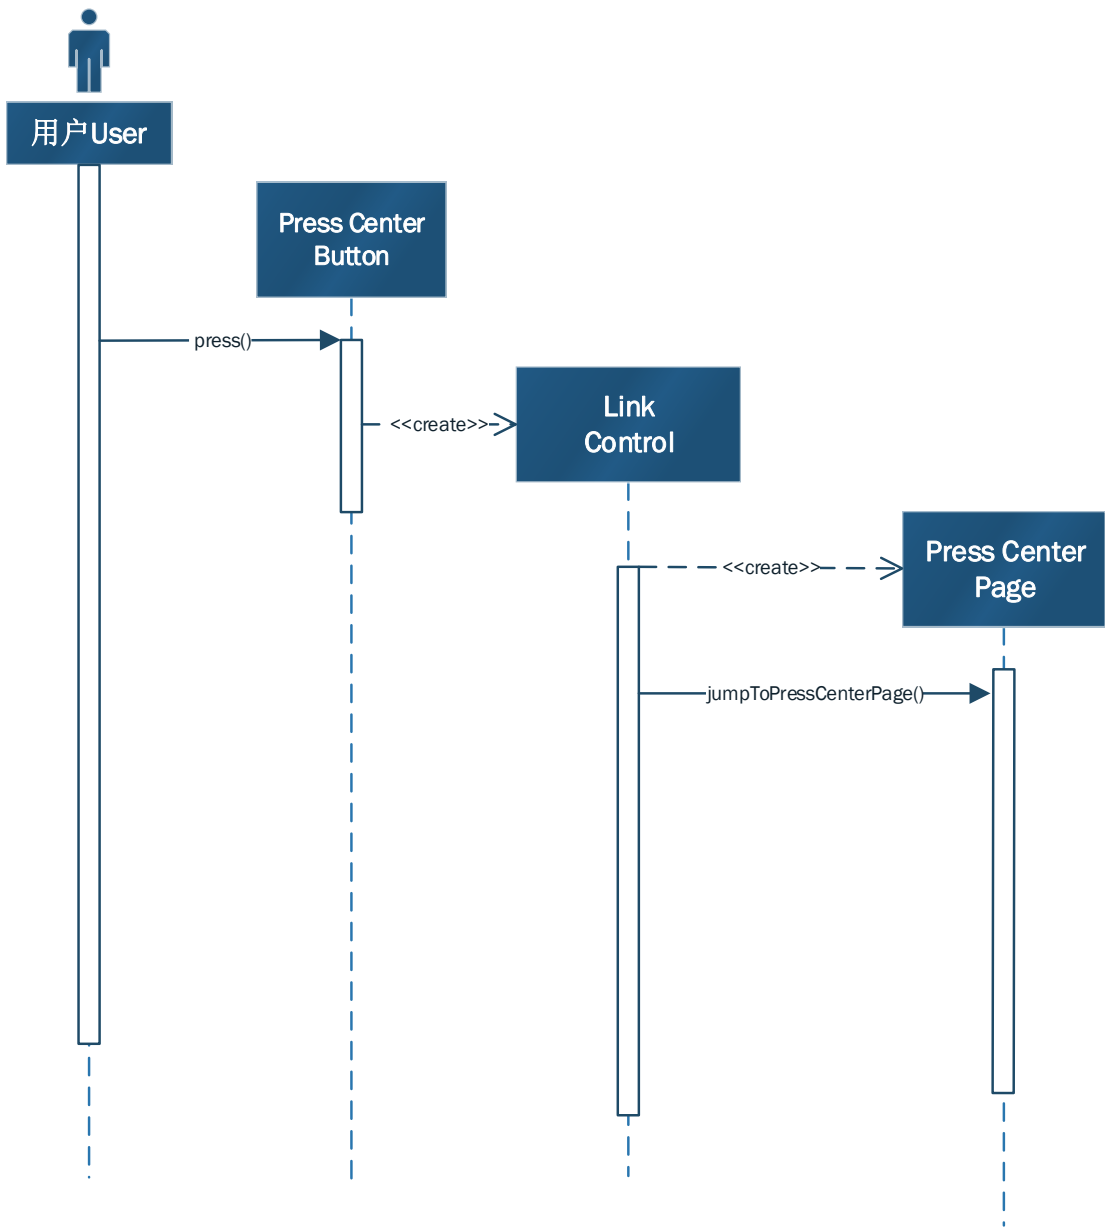 用户User
Press Center
Button
press()
Link
Control
<<create>>
Press Center
Page
<<create>>
jumpToPressCenterPage()